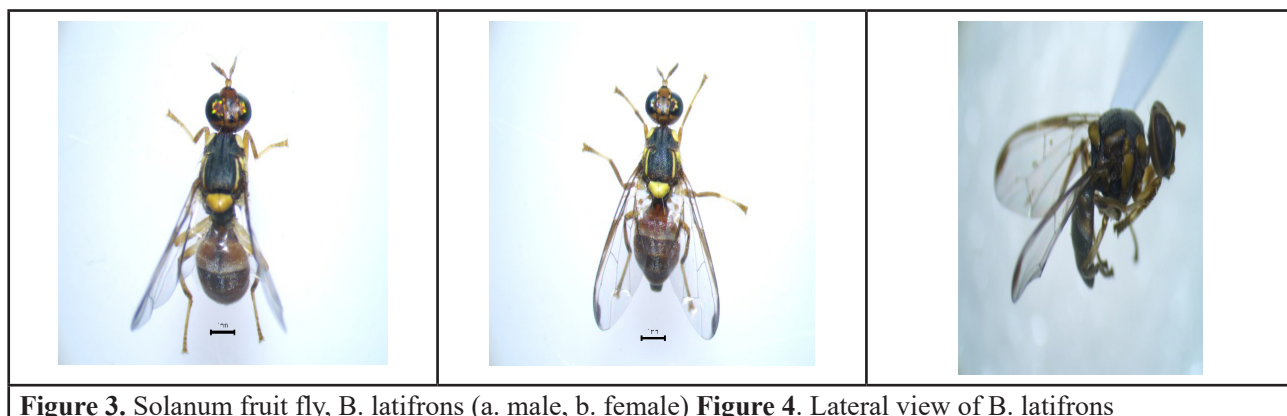 Figure 3. Solanum fruit fly, B. latifrons (a. male, b. female) Figure 4. Lateral view of B. latifrons